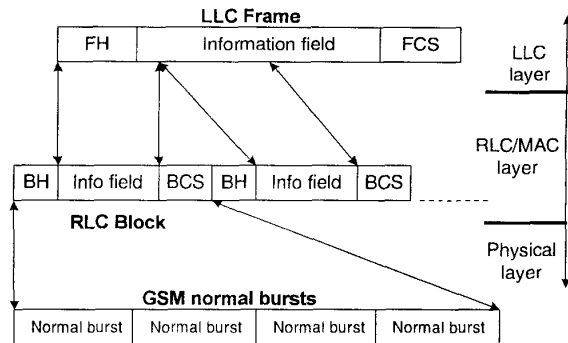 LLC Frame
FH Information field FCS
LLC
layer
RLC/MAC
layer
BH Info field BCS BH Info field BCS
RLC Block
Physical
layer
GSM normal bursts
Normal burst Normal burst Normal burst Normal burst